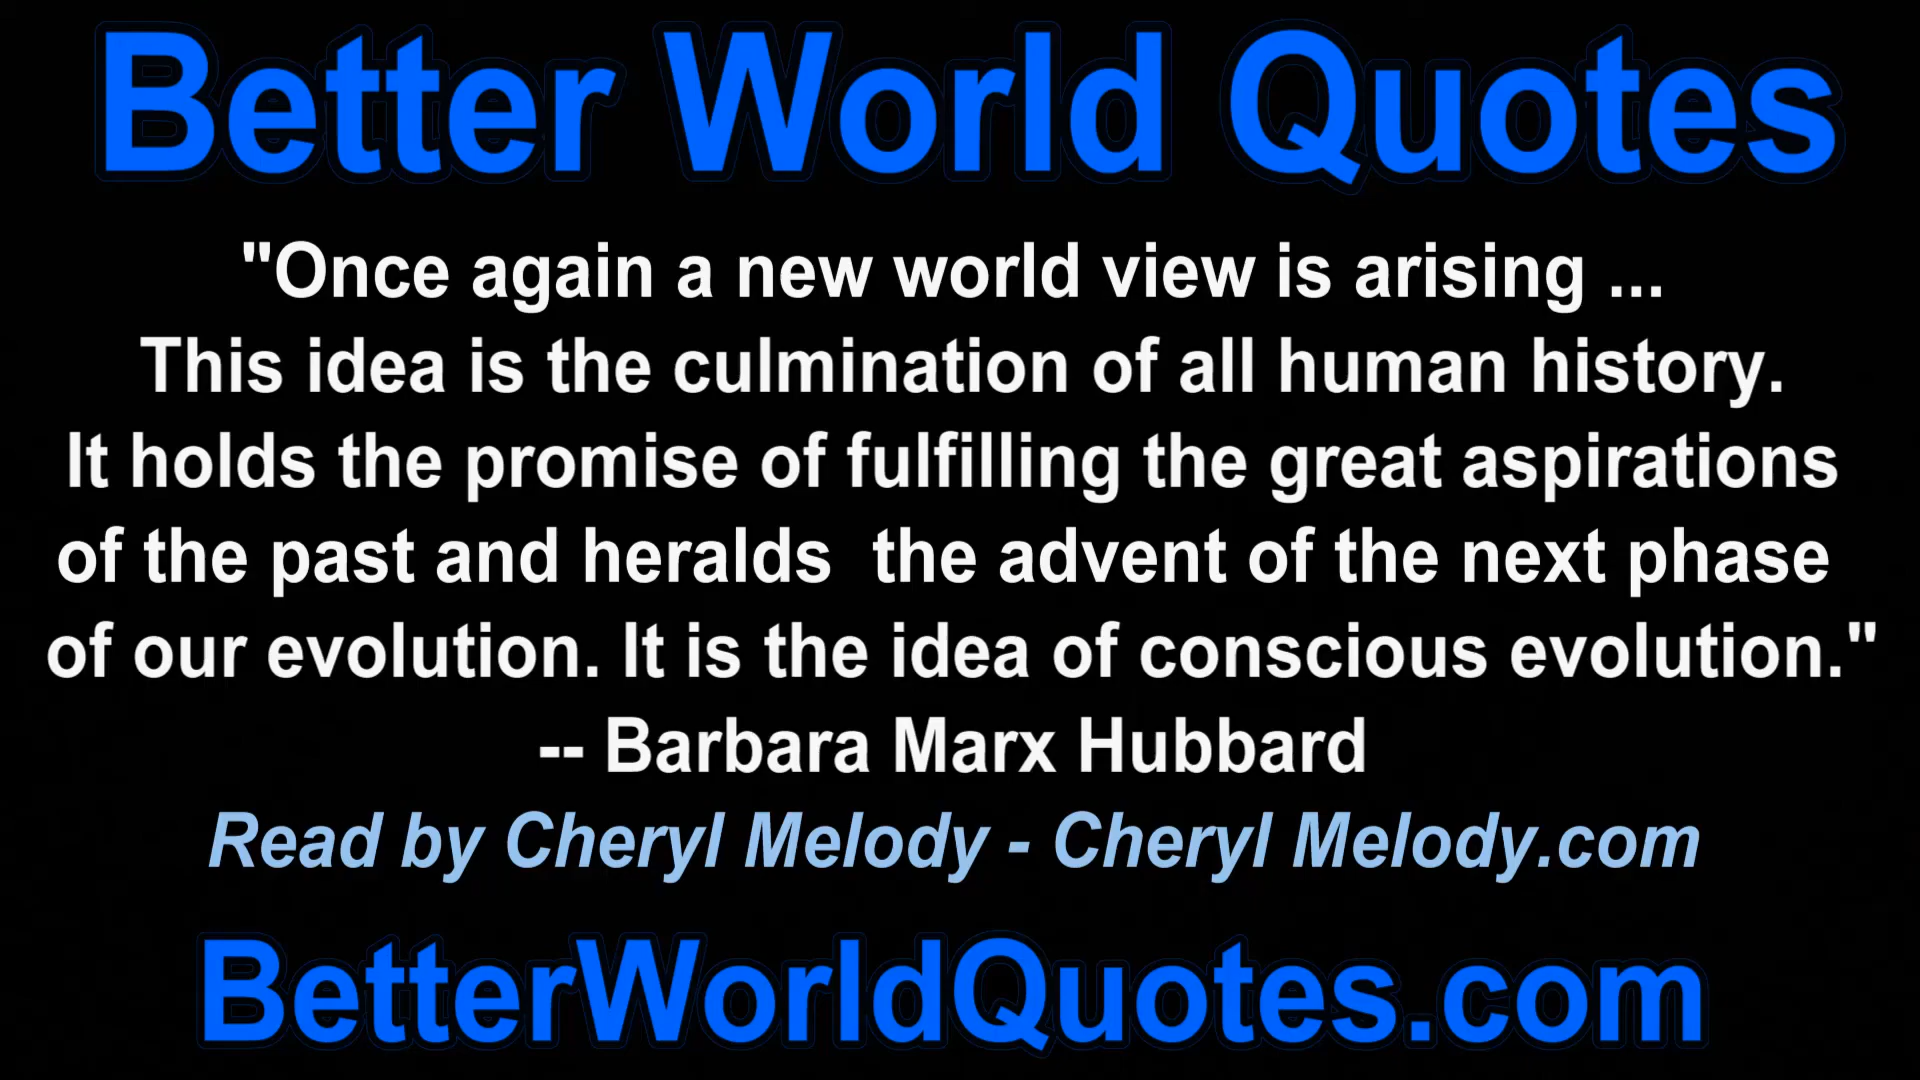 Better World Quotes
"Once again a new world view is arising ...
This idea is the culmination of all human history.
It holds the promise of fulfilling the great aspirations
of the past and heralds  the advent of the next phase
of our evolution. It is the idea of conscious evolution."
-- Barbara Marx Hubbard
Read by Cheryl Melody - Cheryl Melody.com
BetterWorldQuotes.com